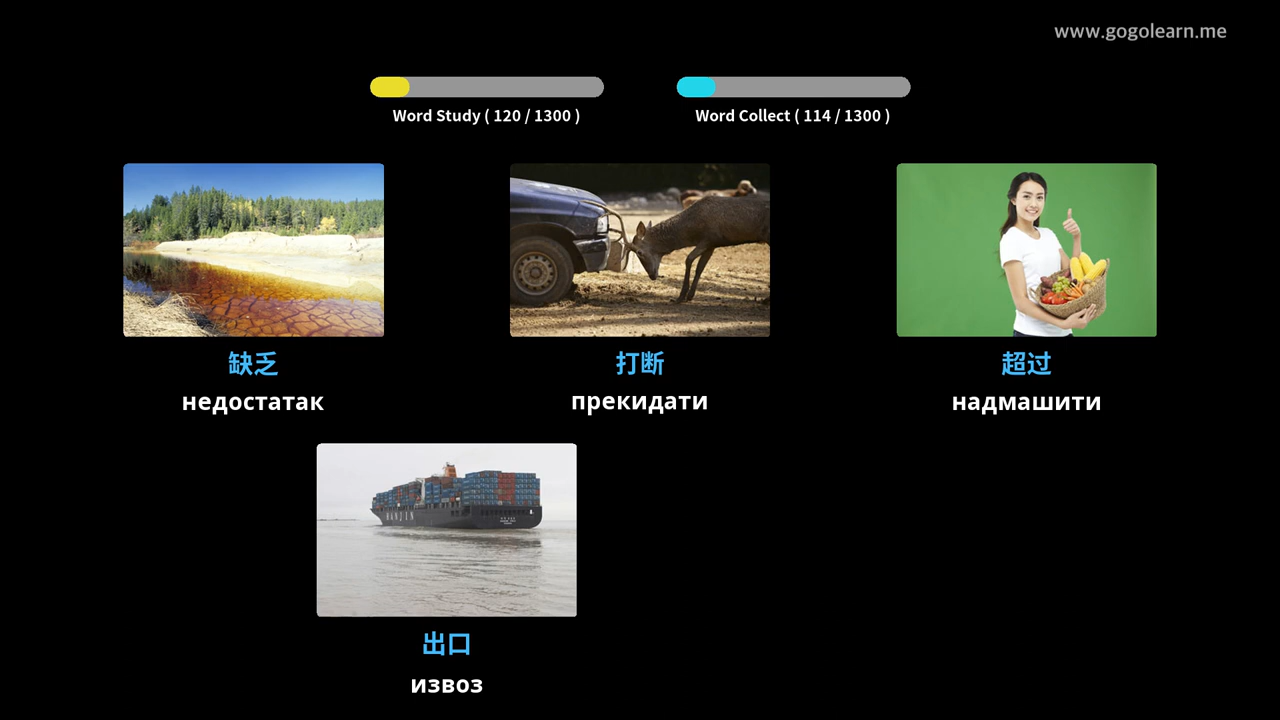 www.gogolearn.me
Word Study ( 120 / 1300 )
Word Collect ( 114 / 1300 )
缺乏
打断
超过
недостатак
прекидати
надмашити
HANJIN
出口
извоз